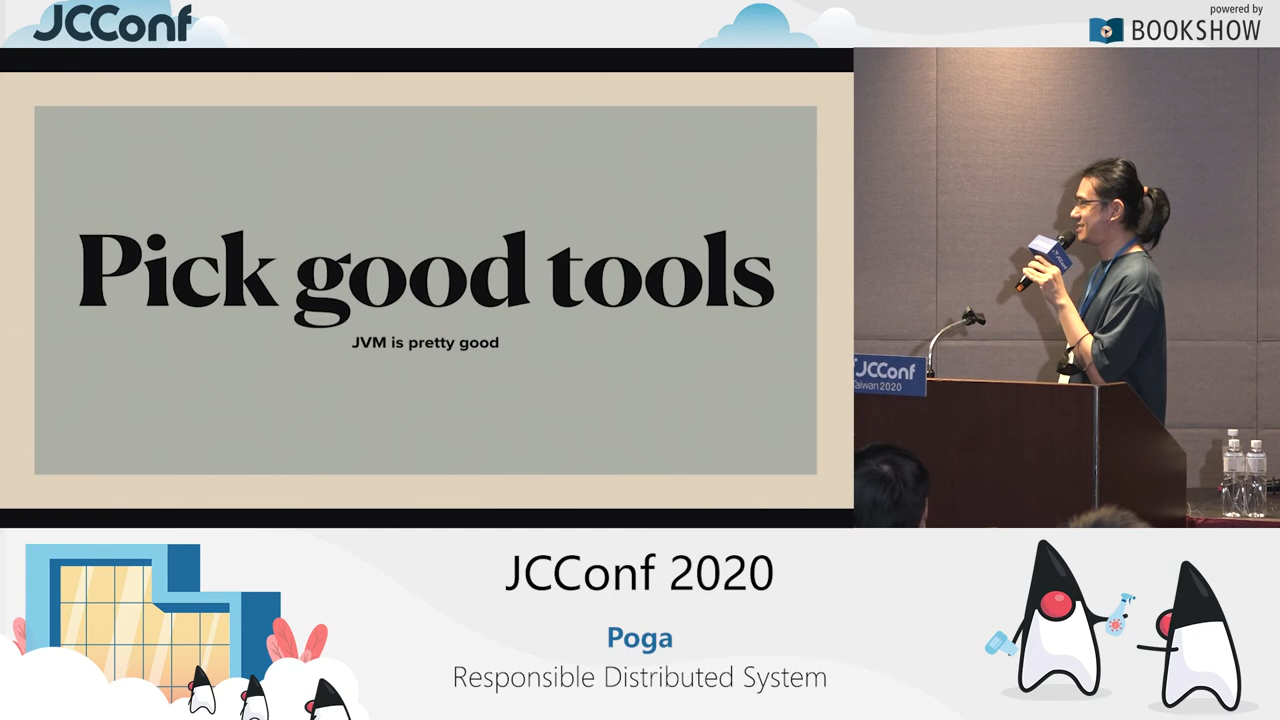 JCConf
powered by
BOOKSHOW
Pick good tools
JVM is pretty good
JCConf
Taiwan 2020
JCConf 2020
Poga
Responsible Distributed System